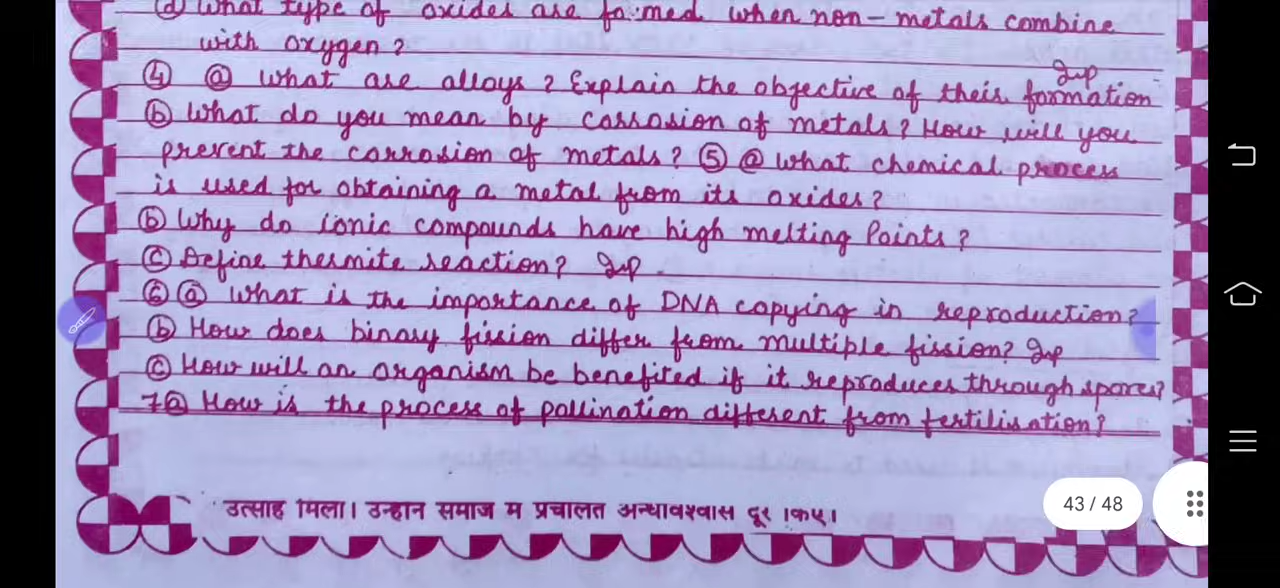 (d) What type of oxides are formed when non-metals combine
with oxygen?
④ ⓐ What are alloys? Explain the objective of their formation Imp
ⓑ What do you mean by corrosion of metals? How will you
prevent the corrosion of metals? ⑤ ⓐ What chemical process
is used for obtaining a metal from its oxides?
ⓑ Why do ionic compounds have high melting Points?
ⓒ Define thermite reaction? Imp.
⑥ ⓐ What is the importance of DNA copying in reproduction?
ⓑ How does binary fission differ from multiple fission? Imp
ⓒ How will an organism be benefited if it reproduces through spores?
7ⓐ How is the process of pollination different from fertilisation?
उत्साह मिला। उन्होंने समाज में प्रचलित अन्धविश्वास दूर किए।
43 / 48